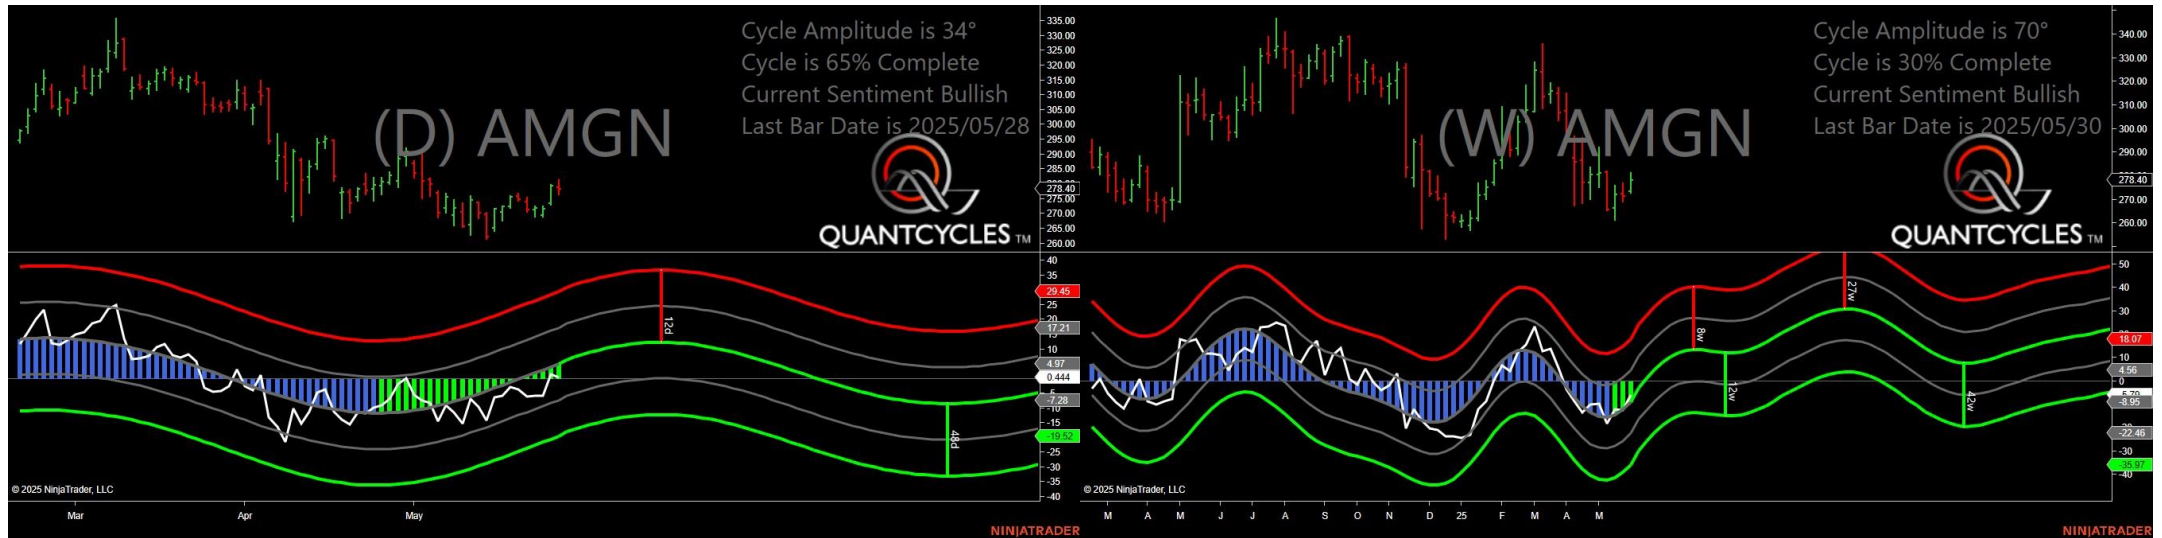 Cycle Amplitude is 34°
Cycle is 65% Complete
Current Sentiment Bullish
Last Bar Date is 2025/05/28
(D) AMGN
QUANTCYCLES TM
335.00
330.00
325.00
320.00
315.00
310.00
305.00
300.00
295.00
290.00
285.00
278.40
275.00
270.00
265.00
260.00
40
35
29.45
25
20
17.21
10
4.97
0.444
-7.28
-10
-15
-19.52
-25
-30
-35
-40
12d
48d
© 2025 NinjaTrader, LLC
Mar
Apr
May
NINJATRADER
Cycle Amplitude is 70°
Cycle is 30% Complete
Current Sentiment Bullish
Last Bar Date is 2025/05/30
(W) AMGN
QUANTCYCLES TM
340.00
330.00
320.00
310.00
300.00
290.00
278.40
270.00
260.00
50
40
30
18.07
10
4.56
0
-8.95
-22.46
-30
-35.97
-40
8w
12w
27w
42w
© 2025 NinjaTrader, LLC
M A M J J A S O N D 25 F M A M
NINJATRADER